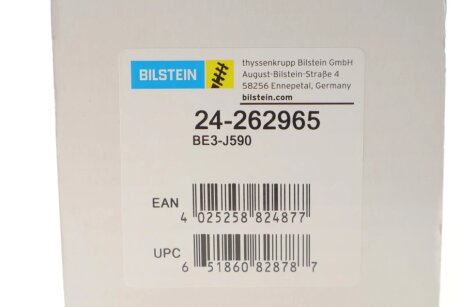 BILSTEIN
thyssenkrupp Bilstein GmbH
August-Bilstein-Straße 4
58256 Ennepetal, Germany
bilstein.com
24-262965
BE3-J590
EAN
4 025258 824877
UPC
6 51860 82878 7